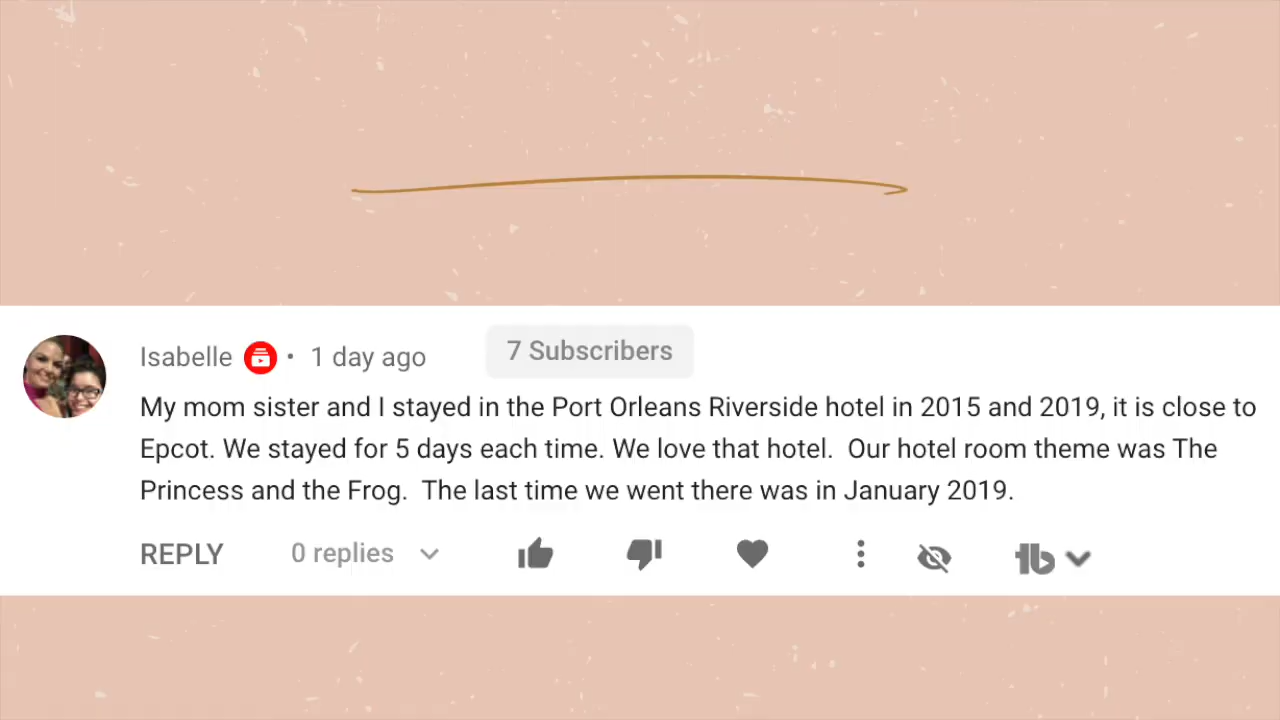 Isabelle • 1 day ago 7 Subscribers
My mom sister and I stayed in the Port Orleans Riverside hotel in 2015 and 2019, it is close to
Epcot. We stayed for 5 days each time. We love that hotel.  Our hotel room theme was The
Princess and the Frog.  The last time we went there was in January 2019.
REPLY 0 replies tb